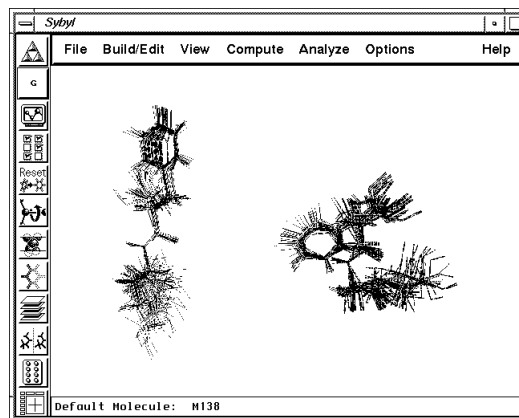 Sybyl
File Build/Edit View Compute Analyze Options Help
G
Reset
Default Molecule: M138